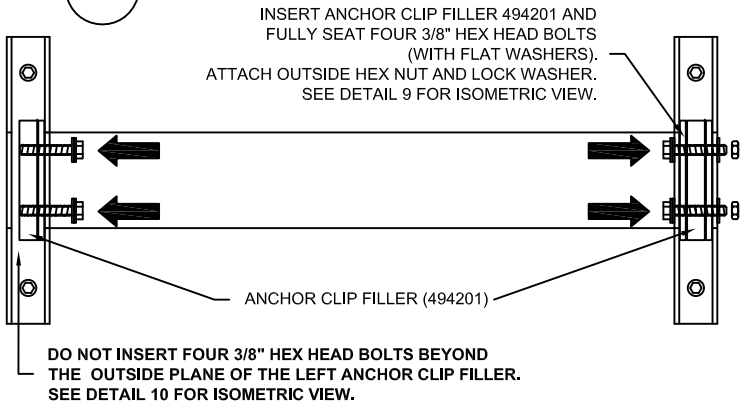 INSERT ANCHOR CLIP FILLER 494201 AND
FULLY SEAT FOUR 3/8" HEX HEAD BOLTS
(WITH FLAT WASHERS).
ATTACH OUTSIDE HEX NUT AND LOCK WASHER.
SEE DETAIL 9 FOR ISOMETRIC VIEW.
ANCHOR CLIP FILLER (494201)
DO NOT INSERT FOUR 3/8" HEX HEAD BOLTS BEYOND
THE OUTSIDE PLANE OF THE LEFT ANCHOR CLIP FILLER.
SEE DETAIL 10 FOR ISOMETRIC VIEW.